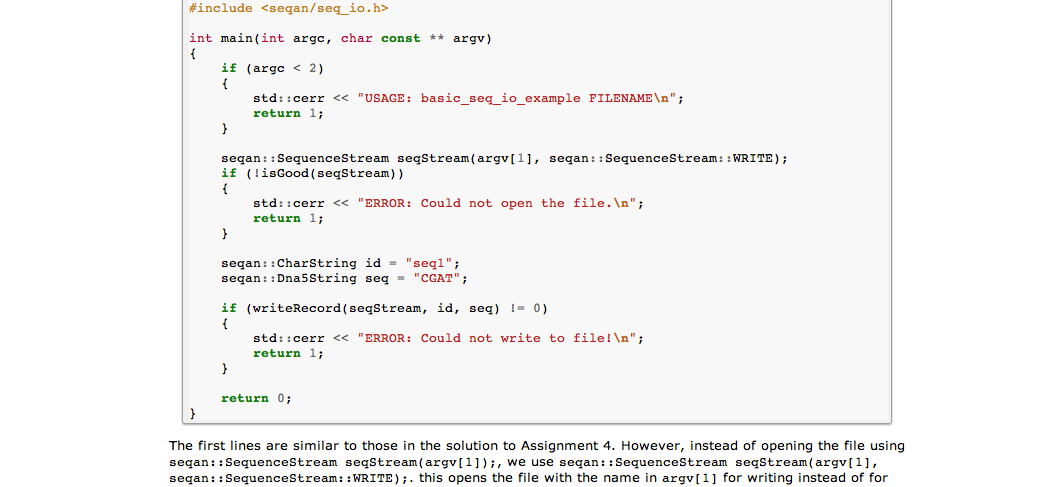 #include <seqan/seq_io.h>
int main(int argc, char const ** argv)
{
if (argc < 2)
{
std::cerr << "USAGE: basic_seq_io_example FILENAME\n";
return 1;
}
seqan::SequenceStream seqStream(argv[1], seqan::SequenceStream::WRITE);
if (!isGood(seqStream))
{
std::cerr << "ERROR: Could not open the file.\n";
return 1;
}
seqan::CharString id = "seq1";
seqan::Dna5String seq = "CGAT";
if (writeRecord(seqStream, id, seq) != 0)
{
std::cerr << "ERROR: Could not write to file!\n";
return 1;
}
return 0;
}
The first lines are similar to those in the solution to Assignment 4. However, instead of opening the file using
seqan::SequenceStream seqStream(argv[1]);, we use seqan::SequenceStream seqStream(argv[1],
seqan::SequenceStream::WRITE);. this opens the file with the name in argv[1] for writing instead of for